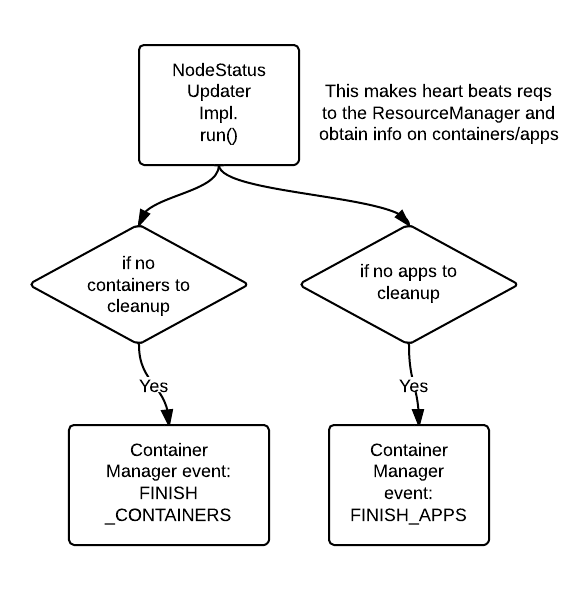 NodeStatus
Updater
Impl.
run()
This makes heart beats reqs
to the ResourceManager and
obtain info on containers/apps
if no
containers to
cleanup
if no apps to
cleanup
Yes
Yes
Container
Manager event:
FINISH
_CONTAINERS
Container
Manager
event:
FINISH_APPS